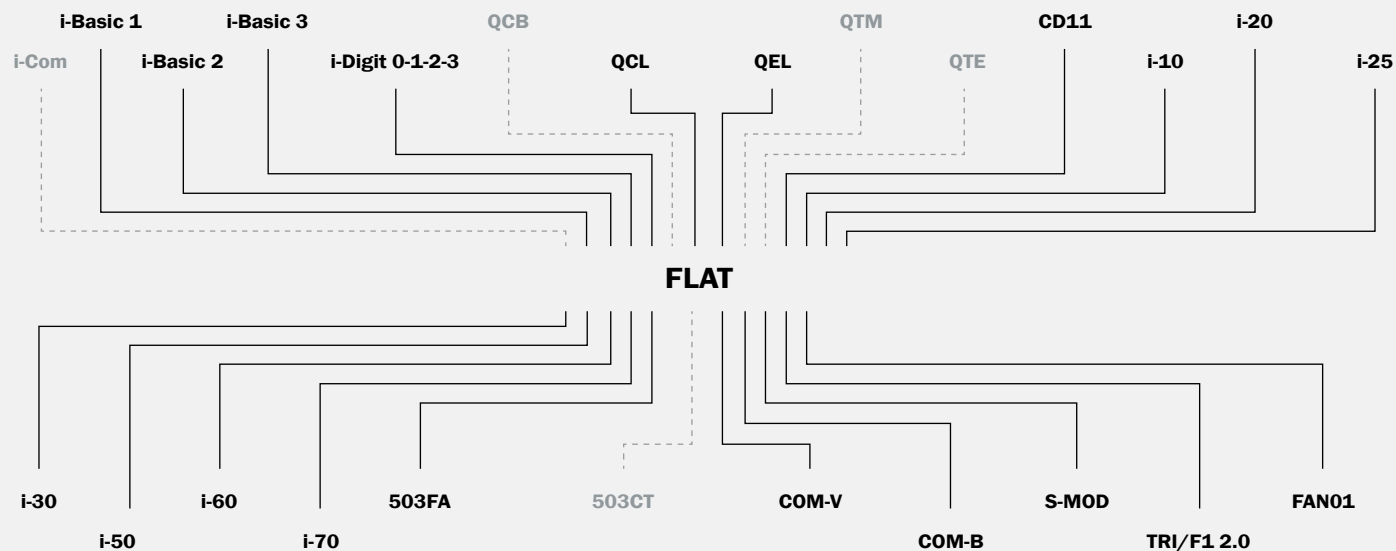 i-Basic 1 i-Basic 3 QCB QTM CD11 i-20
i-Com i-Basic 2 i-Digit 0-1-2-3 QCL QEL QTE i-10 i-25
FLAT
i-30 i-60 503FA 503CT COM-V S-MOD FAN01
i-50 i-70 COM-B TRI/F1 2.0